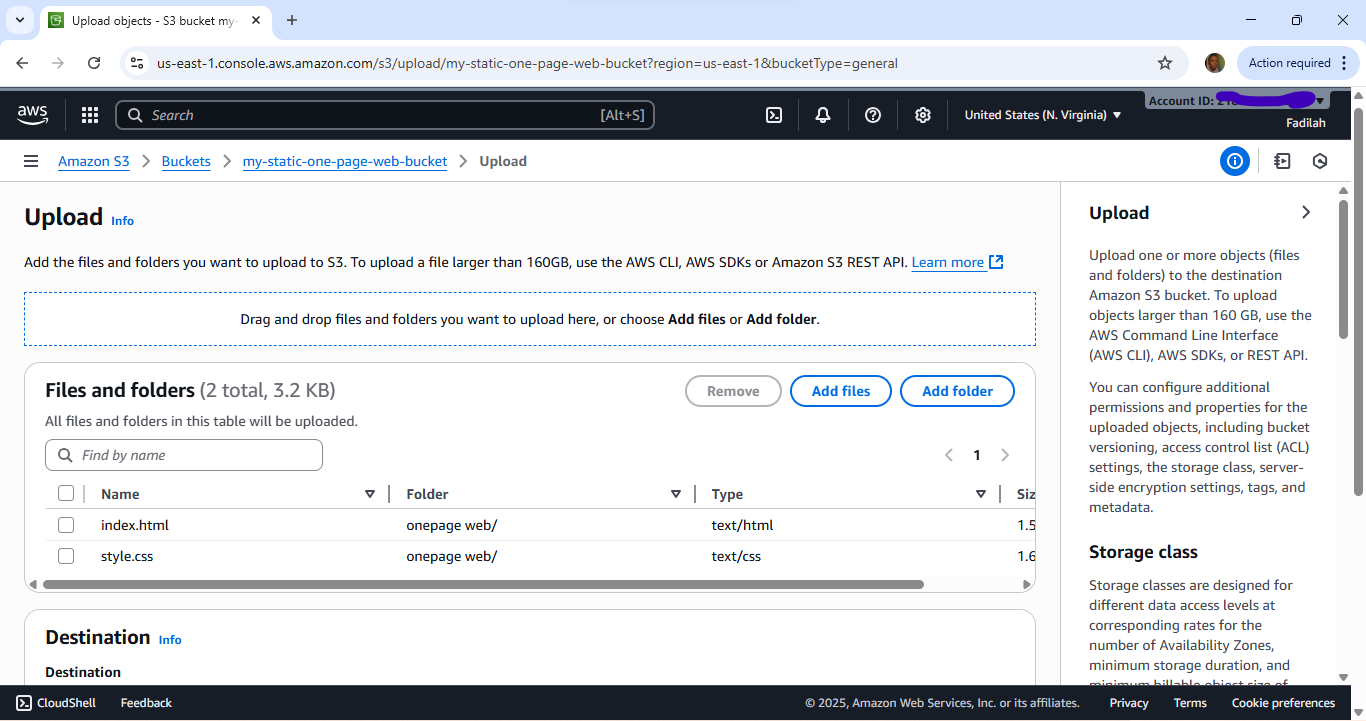 Upload objects - S3 bucket my-
us-east-1.console.aws.amazon.com/s3/upload/my-static-one-page-web-bucket?region=us-east-1&bucketType=general
Action required
aws
Search
[Alt+S]
United States (N. Virginia)
Account ID:
Fadilah
Amazon S3
Buckets
my-static-one-page-web-bucket
Upload
Upload Info
Add the files and folders you want to upload to S3. To upload a file larger than 160GB, use the AWS CLI, AWS SDKs or Amazon S3 REST API. Learn more
Drag and drop files and folders you want to upload here, or choose Add files or Add folder.
Files and folders (2 total, 3.2 KB)
Remove
Add files
Add folder
All files and folders in this table will be uploaded.
Find by name
1
Name Folder Type Siz
index.html onepage web/ text/html 1.5
style.css onepage web/ text/css 1.6
Destination Info
Destination
Upload
Upload one or more objects (files
and folders) to the destination
Amazon S3 bucket. To upload
objects larger than 160 GB, use the
AWS Command Line Interface
(AWS CLI), AWS SDKs, or REST API.
You can configure additional
permissions and properties for the
uploaded objects, including bucket
versioning, access control list (ACL)
settings, the storage class, server-
side encryption settings, tags, and
metadata.
Storage class
Storage classes are designed for
different data access levels at
corresponding rates for the
number of Availability Zones,
minimum storage duration, and
minimum billable object size of
CloudShell
Feedback
© 2025, Amazon Web Services, Inc. or its affiliates.
Privacy
Terms
Cookie preferences